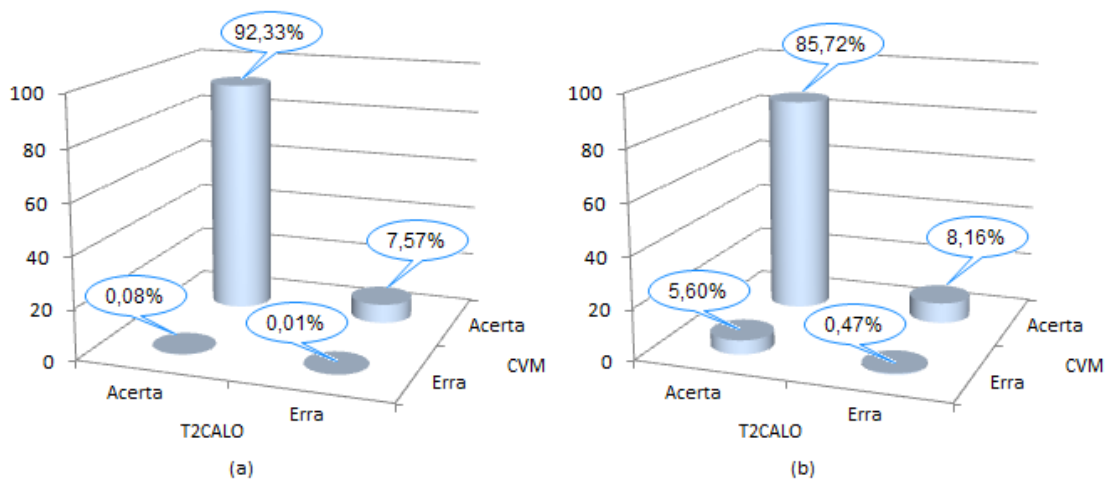 92,33%
100
80
60
40
20
0
7,57%
0,08%
0,01%
Acerta
Erra
CVM
Acerta
Erra
T2CALO
(a)
85,72%
100
80
60
40
20
0
8,16%
5,60%
0,47%
Acerta
Erra
CVM
Acerta
Erra
T2CALO
(b)